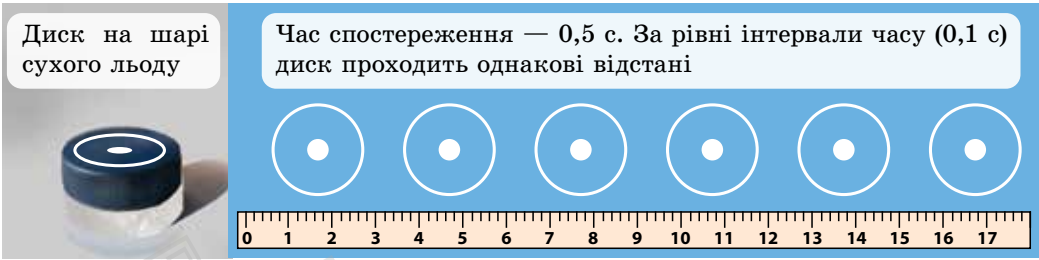 Диск на шарі
сухого льоду
Час спостереження — 0,5 с. За рівні інтервали часу (0,1 с)
диск проходить однакові відстані
0 1 2 3 4 5 6 7 8 9 10 11 12 13 14 15 16 17